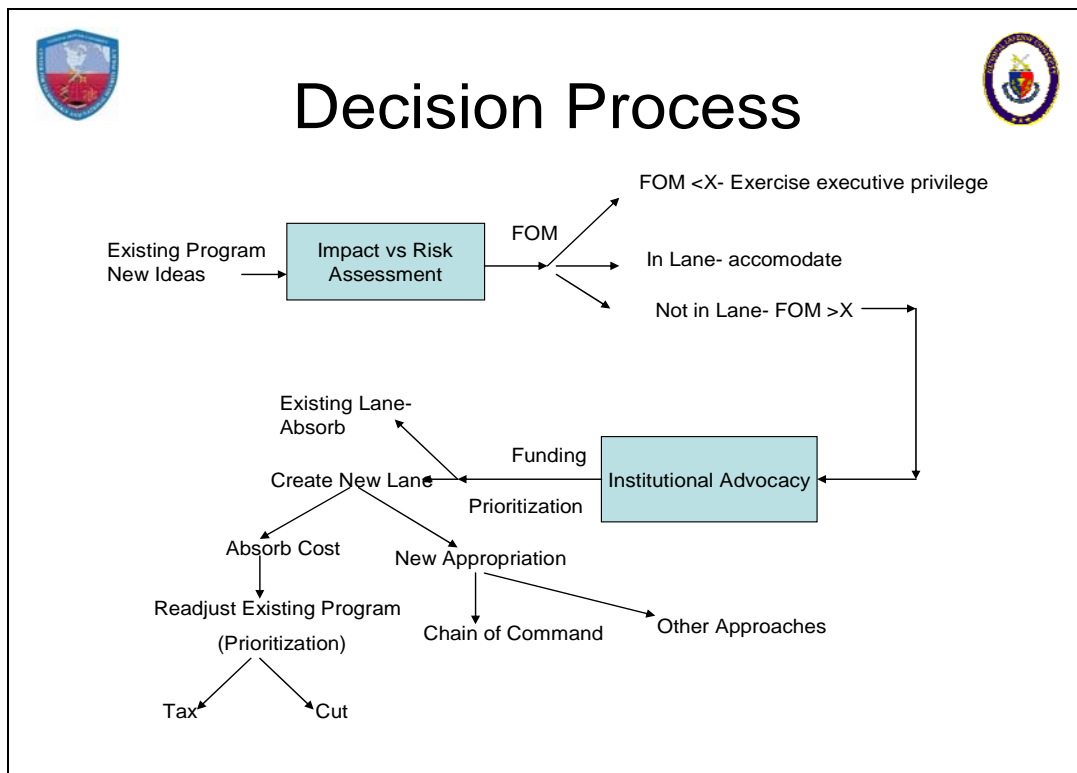 Decision Process
FOM <X- Exercise executive privilege
FOM
Existing Program
New Ideas
Impact vs Risk
Assessment
In Lane- accomodate
Not in Lane- FOM >X
Existing Lane-
Absorb
Funding
Create New Lane
Prioritization
Institutional Advocacy
Absorb Cost
New Appropriation
Readjust Existing Program
(Prioritization)
Chain of Command
Other Approaches
Tax
Cut